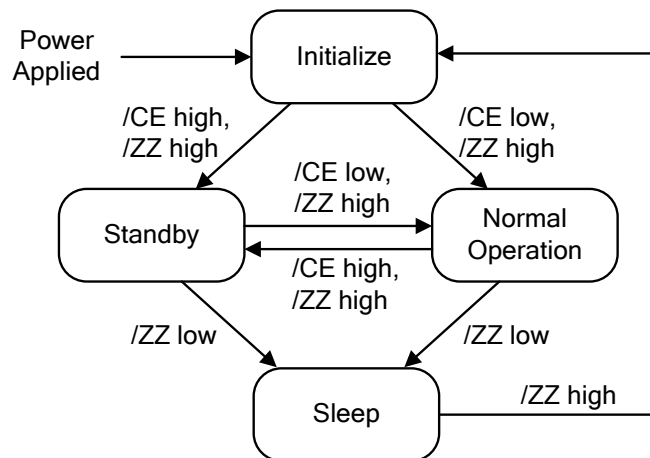 Power
Applied
Initialize
/CE high,
/ZZ high
/CE low,
/ZZ high
/CE low,
/ZZ high
Standby
Normal
Operation
/CE high,
/ZZ high
/ZZ low
/ZZ low
Sleep
/ZZ high